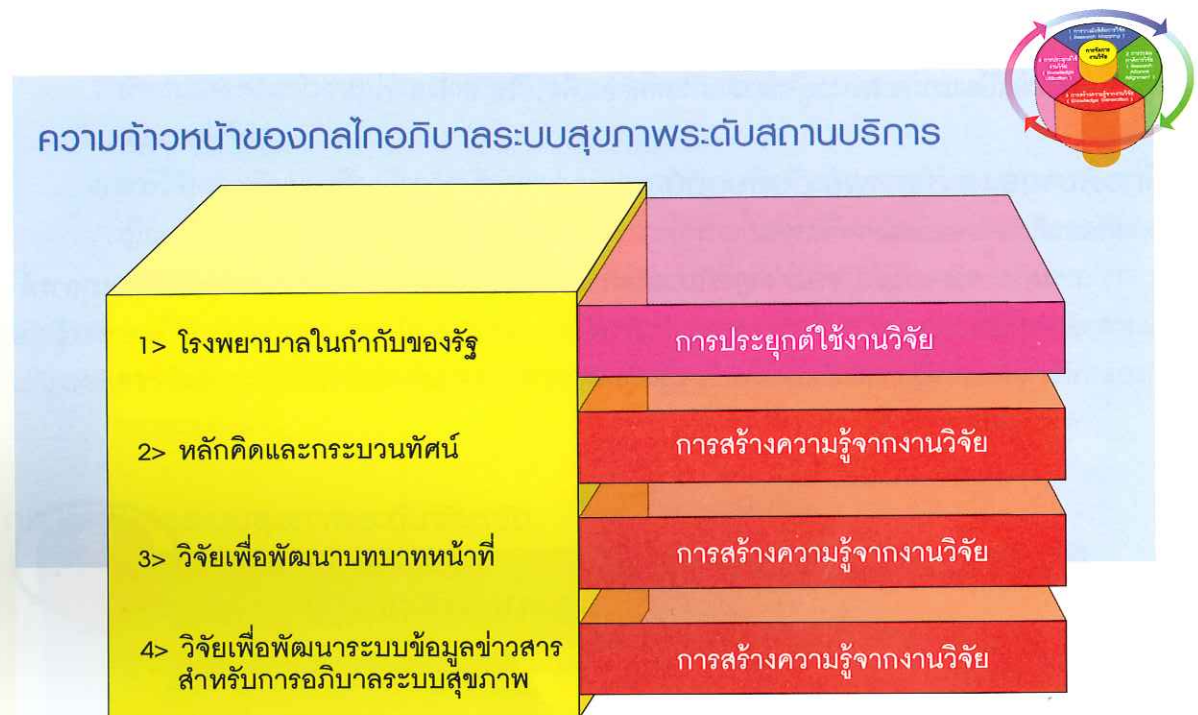 ความก้าวหน้าของกลไกอภิบาลระบบสุขภาพระดับสถานบริการ
1> โรงพยาบาลในกำกับของรัฐ
การประยุกต์ใช้งานวิจัย
2> หลักคิดและกระบวนทัศน์
การสร้างความรู้จากงานวิจัย
3> วิจัยเพื่อพัฒนาบทบาทหน้าที่
การสร้างความรู้จากงานวิจัย
4> วิจัยเพื่อพัฒนาระบบข้อมูลข่าวสาร
สำหรับการอภิบาลระบบสุขภาพ
การสร้างความรู้จากงานวิจัย